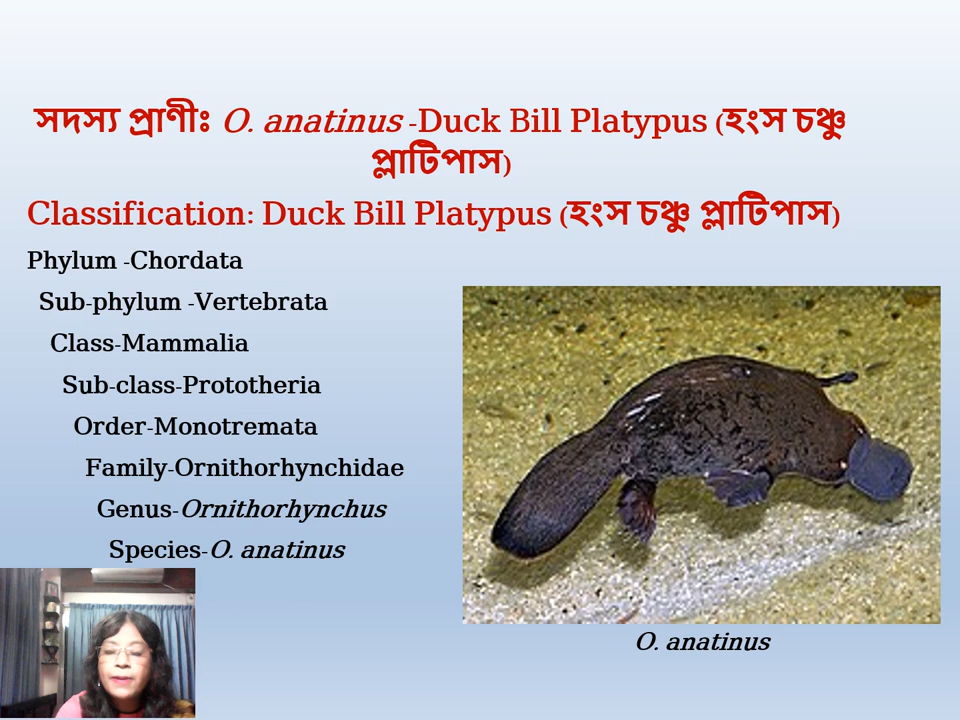 সদস্য প্রাণীঃ O. anatinus -Duck Bill Platypus (হংস চঞ্চু
প্লাটিপাস)
Classification: Duck Bill Platypus (হংস চঞ্চু প্লাটিপাস)
Phylum -Chordata
Sub-phylum -Vertebrata
Class-Mammalia
Sub-class-Prototheria
Order-Monotremata
Family-Ornithorhynchidae
Genus-Ornithorhynchus
Species-O. anatinus
O. anatinus